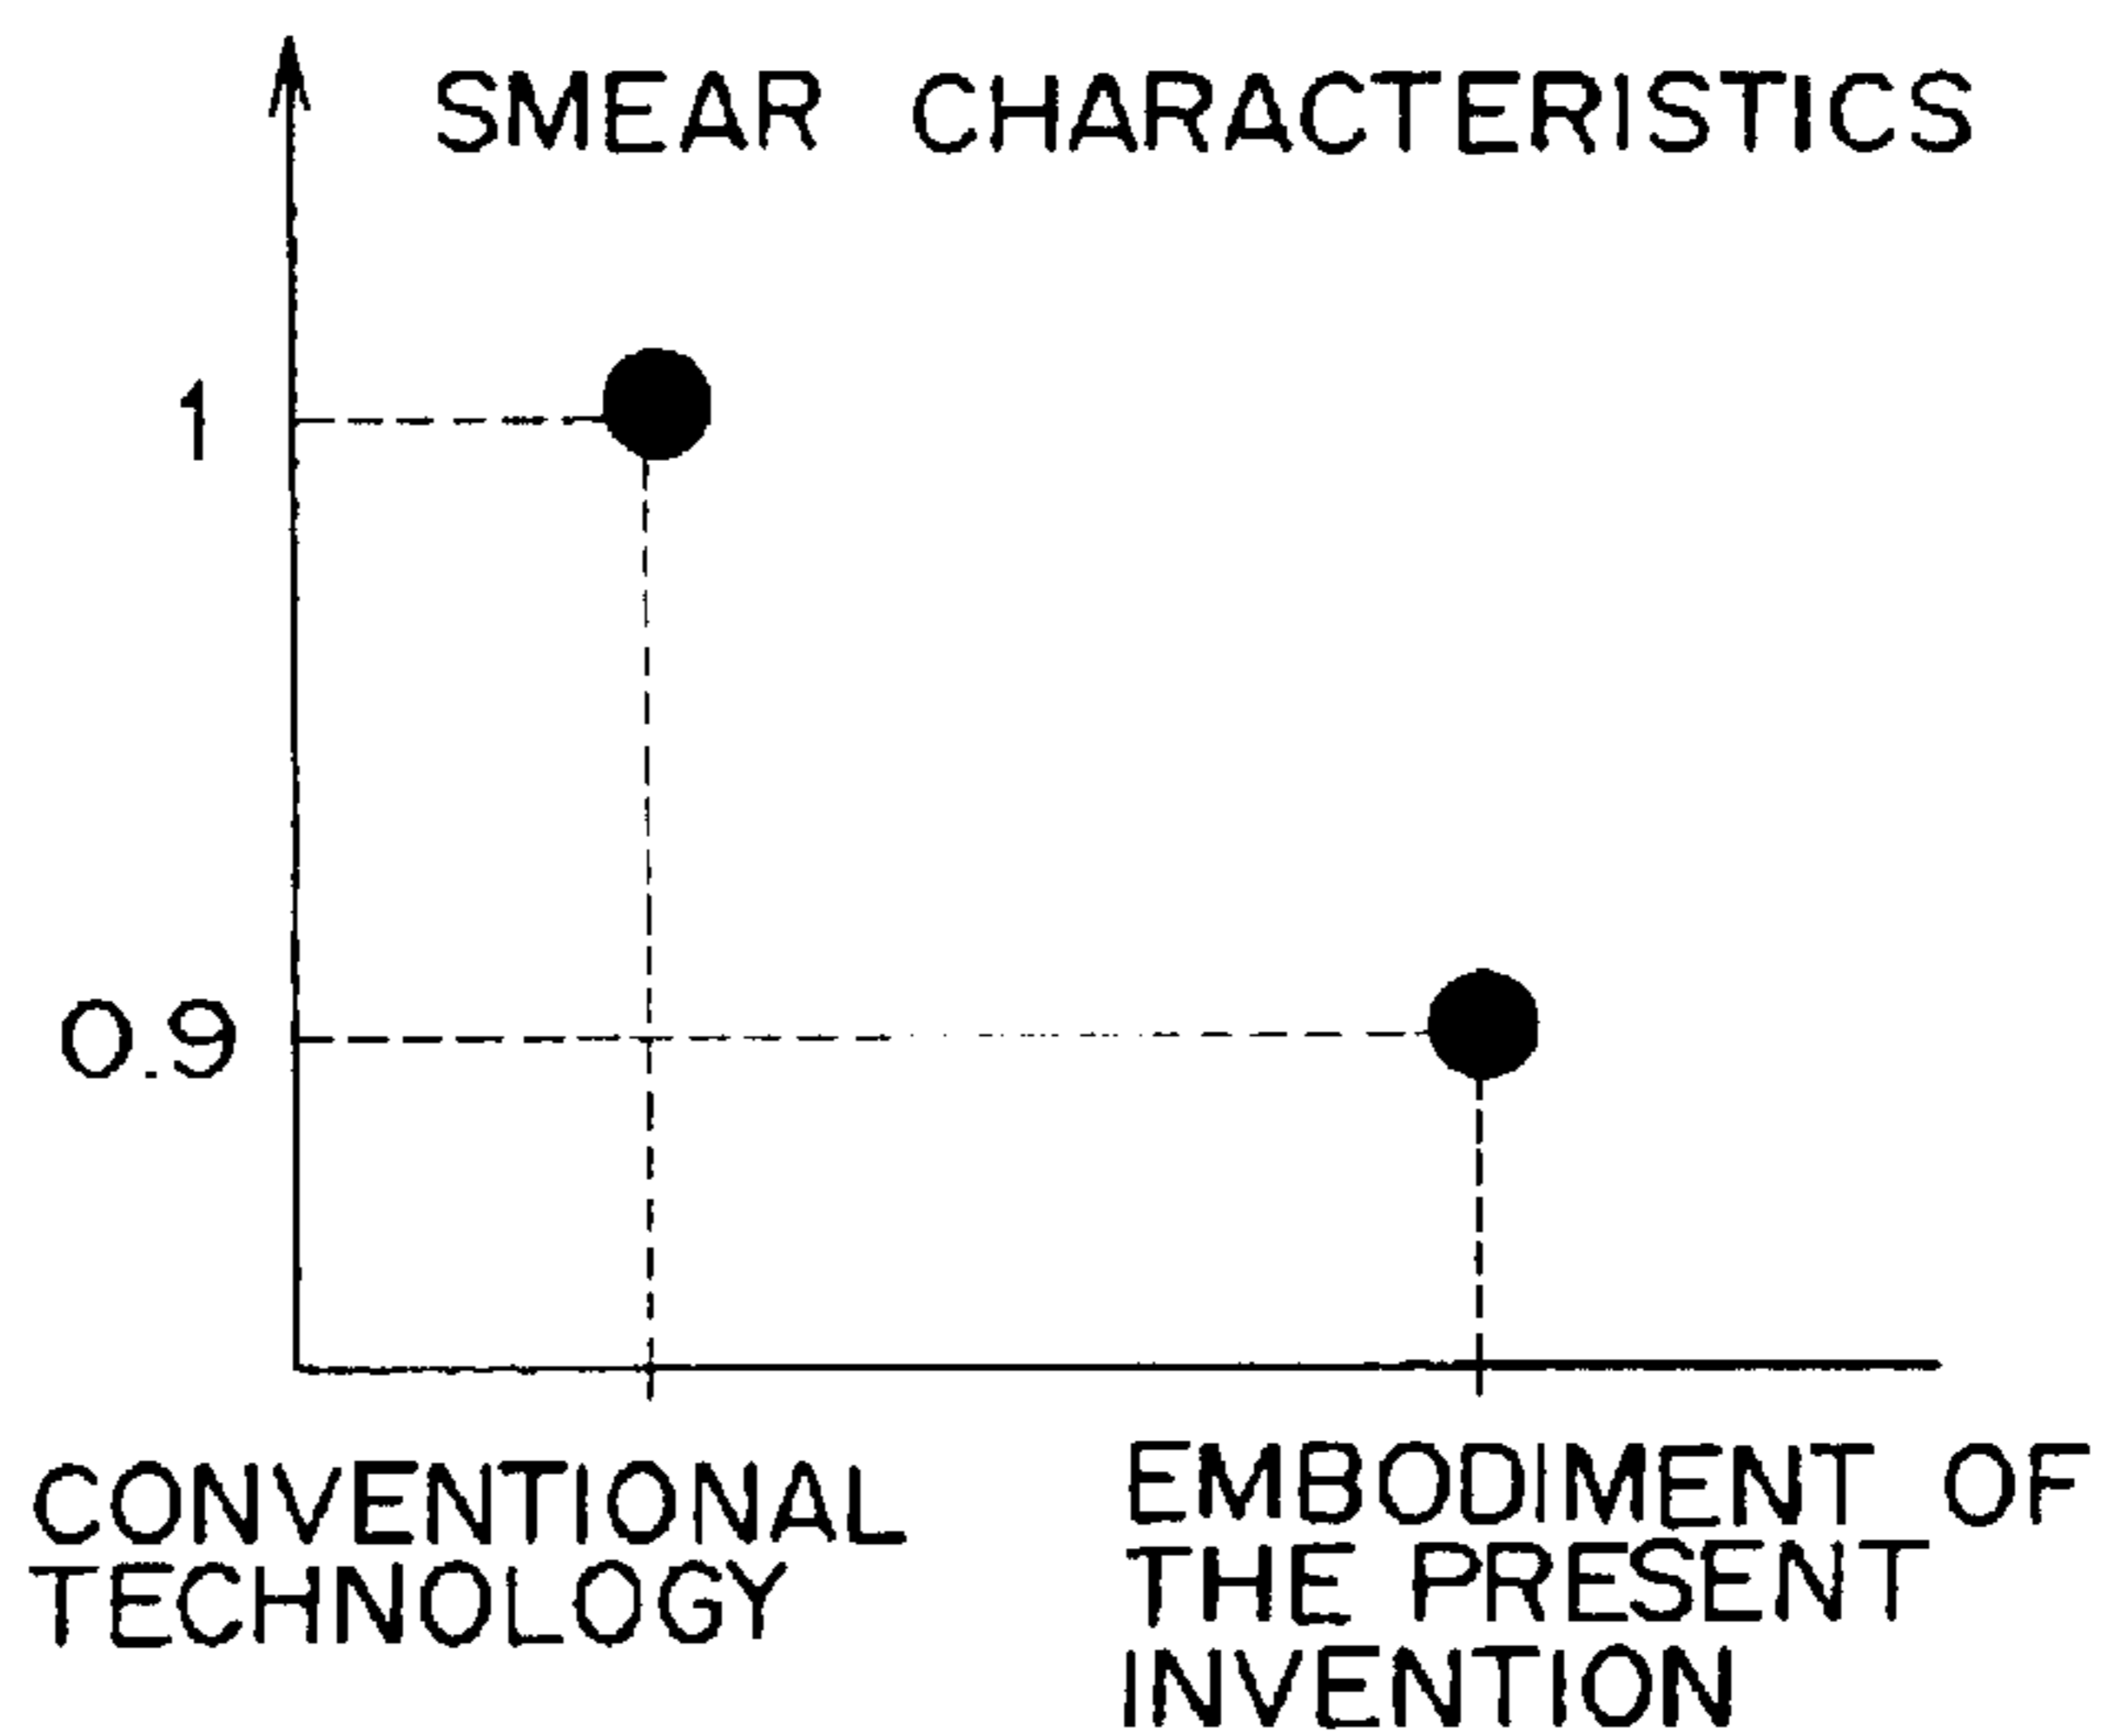 SMEAR CHARACTERISTICS
1
0.9
CONVENTIONAL
TECHNOLOGY
EMBODIMENT OF
THE PRESENT
INVENTION